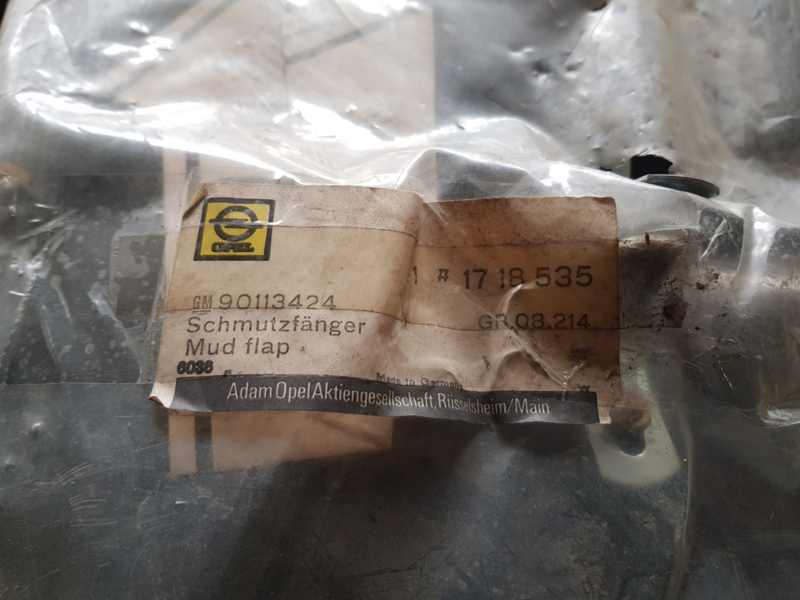 OPEL
1 # 17 18 535
GM 90113424
GR.08.214
Schmutzfänger
Mud flap
6036
Made in Germany
Adam Opel Aktiengesellschaft, Rüsselsheim/Main